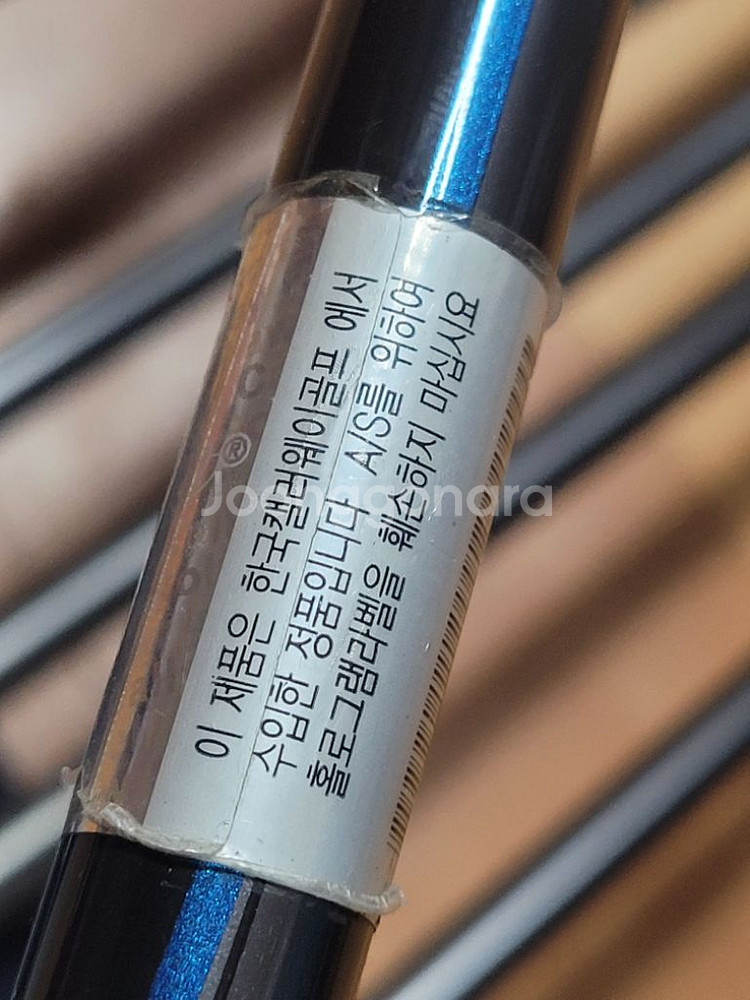 이 제품은 한국캘러웨이골프 에서
수입한 정품입니다 A/S를 위하여
홀로그램라벨을 훼손하지 마십시요
®
Joonggonara